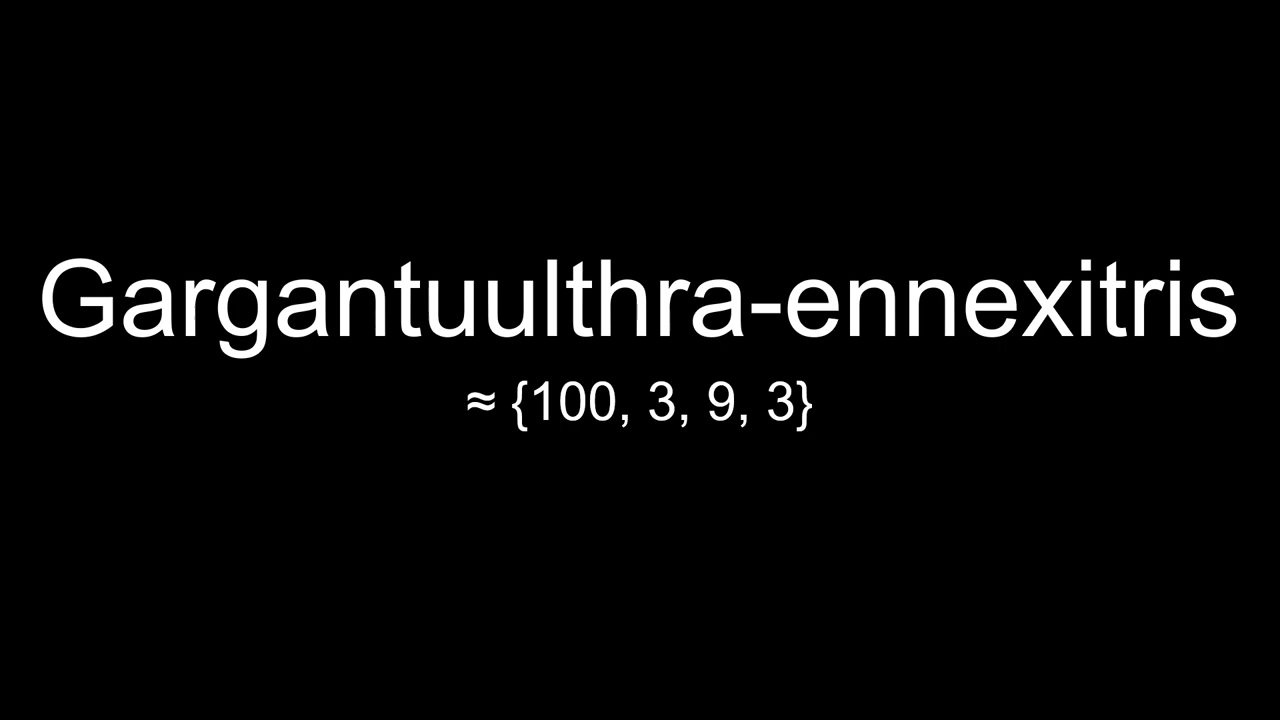 Gargantuulthra-ennexitris
≈ {100, 3, 9, 3}